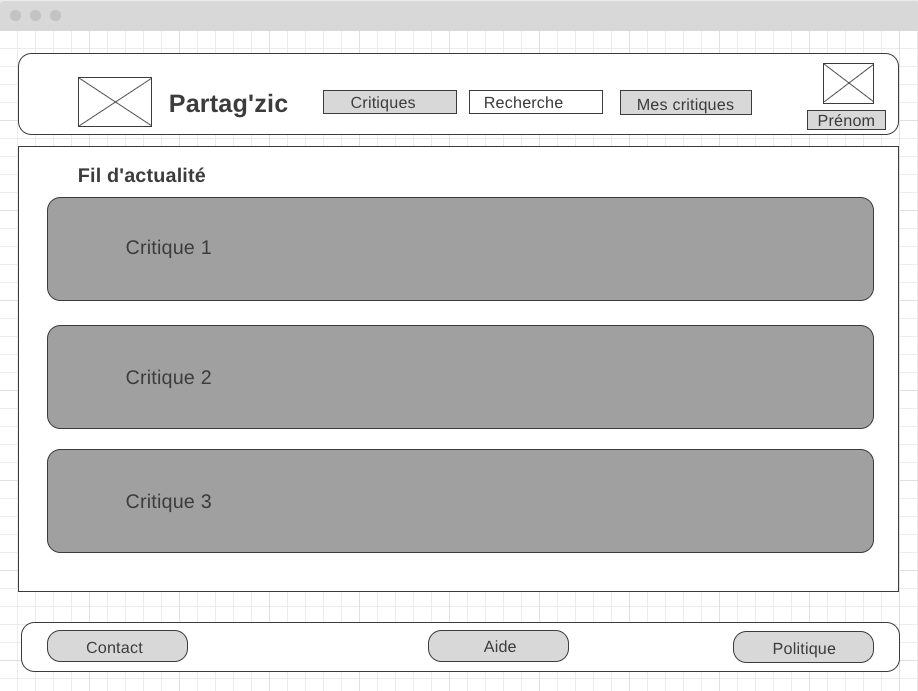 Partag'zic
Critiques
Recherche
Mes critiques
Prénom
Fil d'actualité
Critique 1
Critique 2
Critique 3
Contact
Aide
Politique